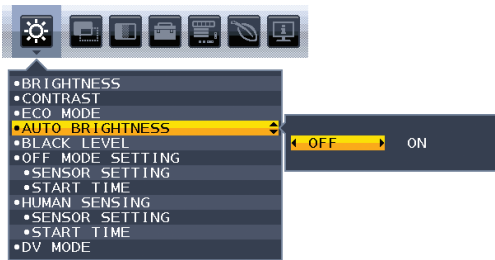 •BRIGHTNESS
•CONTRAST
•ECO MODE
•AUTO BRIGHTNESS
OFF ON
•BLACK LEVEL
•OFF MODE SETTING
•SENSOR SETTING
•START TIME
•HUMAN SENSING
•SENSOR SETTING
•START TIME
•DV MODE